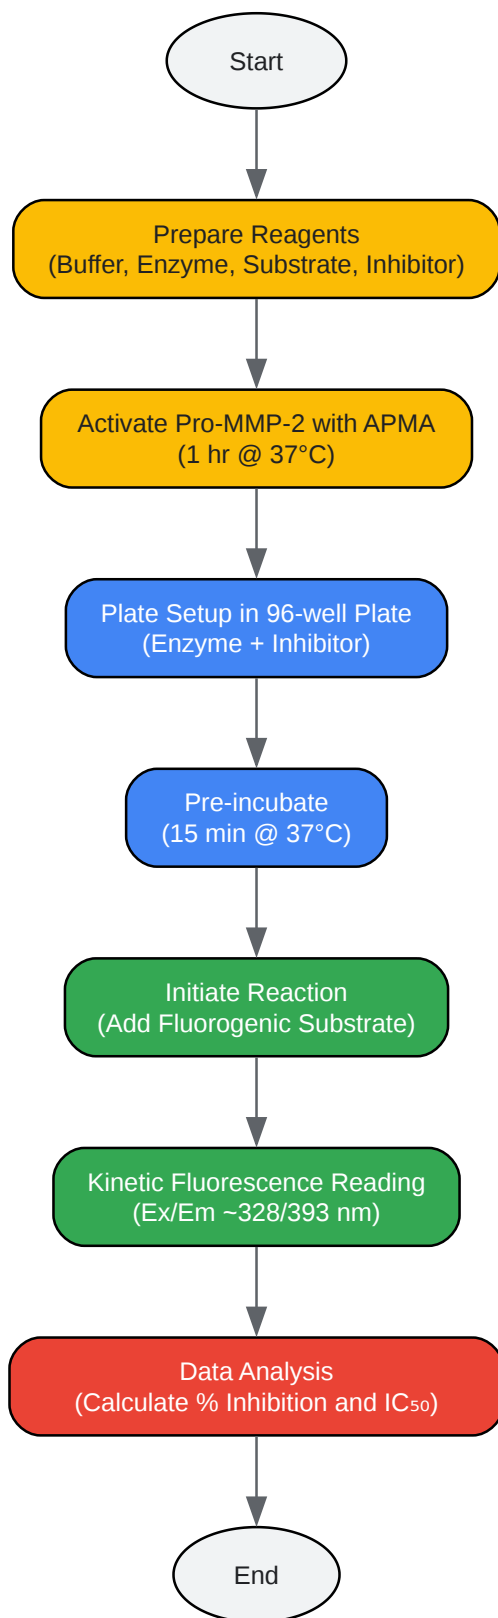 Start
Prepare Reagents
(Buffer, Enzyme, Substrate, Inhibitor)
Activate Pro-MMP-2 with APMA
(1 hr @ 37°C)
Plate Setup in 96-well Plate
(Enzyme + Inhibitor)
Pre-incubate
(15 min @ 37°C)
Initiate Reaction
(Add Fluorogenic Substrate)
Kinetic Fluorescence Reading
(Ex/Em ~328/393 nm)
Data Analysis
(Calculate % Inhibition and IC₅₀)
End